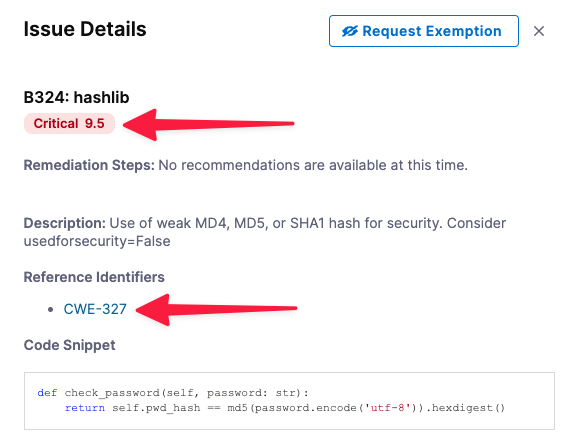 Issue Details
Request Exemption
B324: hashlib
Critical 9.5
Remediation Steps: No recommendations are available at this time.
Description: Use of weak MD4, MD5, or SHA1 hash for security. Consider
usedforsecurity=False
Reference Identifiers
CWE-327
Code Snippet
def check_password(self, password: str):
    return self.pwd_hash == md5(password.encode('utf-8')).hexdigest()